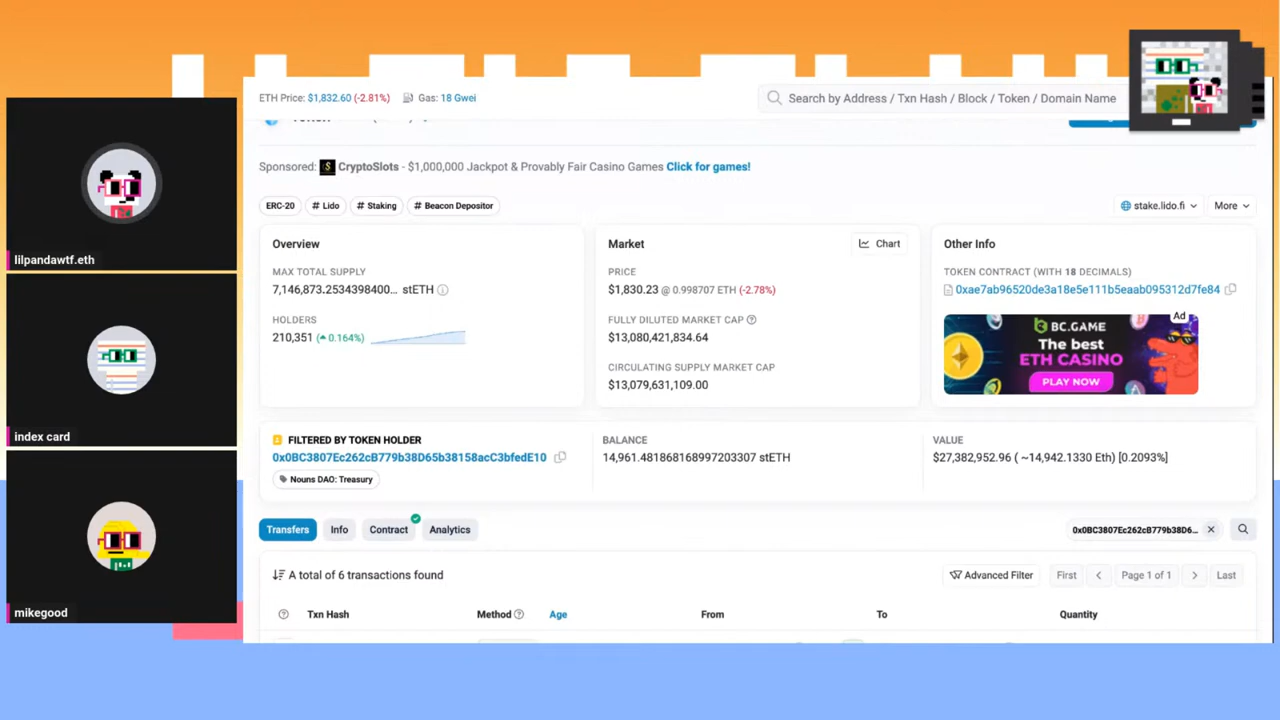 ETH Price: $1,832.60 (-2.81%) Gas: 18 Gwei
Search by Address / Txn Hash / Block / Token / Domain Name
Sponsored: $ CryptoSlots - $1,000,000 Jackpot & Provably Fair Casino Games Click for games!
ERC-20 # Lido # Staking # Beacon Depositor
stake.lido.fi More
Overview
MAX TOTAL SUPPLY
7,146,873.2534398400... stETH
HOLDERS
210,351 (0.164%)
Market
Chart
PRICE
$1,830.23 @ 0.998707 ETH (-2.78%)
FULLY DILUTED MARKET CAP
$13,080,421,834.64
CIRCULATING SUPPLY MARKET CAP
$13,079,631,109.00
Other Info
TOKEN CONTRACT (WITH 18 DECIMALS)
0xae7ab96520de3a18e5e111b5eaab095312d7fe84
Ad
BC.GAME
The best
ETH CASINO
PLAY NOW
FILTERED BY TOKEN HOLDER
0x0BC3807Ec262cB779b38D65b38158acC3bfedE10
Nouns DAO: Treasury
BALANCE
14,961.481868168997203307 stETH
VALUE
$27,382,952.96 ( ~14,942.1330 Eth) [0.2093%]
Transfers Info Contract Analytics
0x0BC3807Ec262cB779b38D6...
A total of 6 transactions found
Advanced Filter First Page 1 of 1 Last
Txn Hash Method Age From To Quantity
lilpandawtf.eth
index card
mikegood